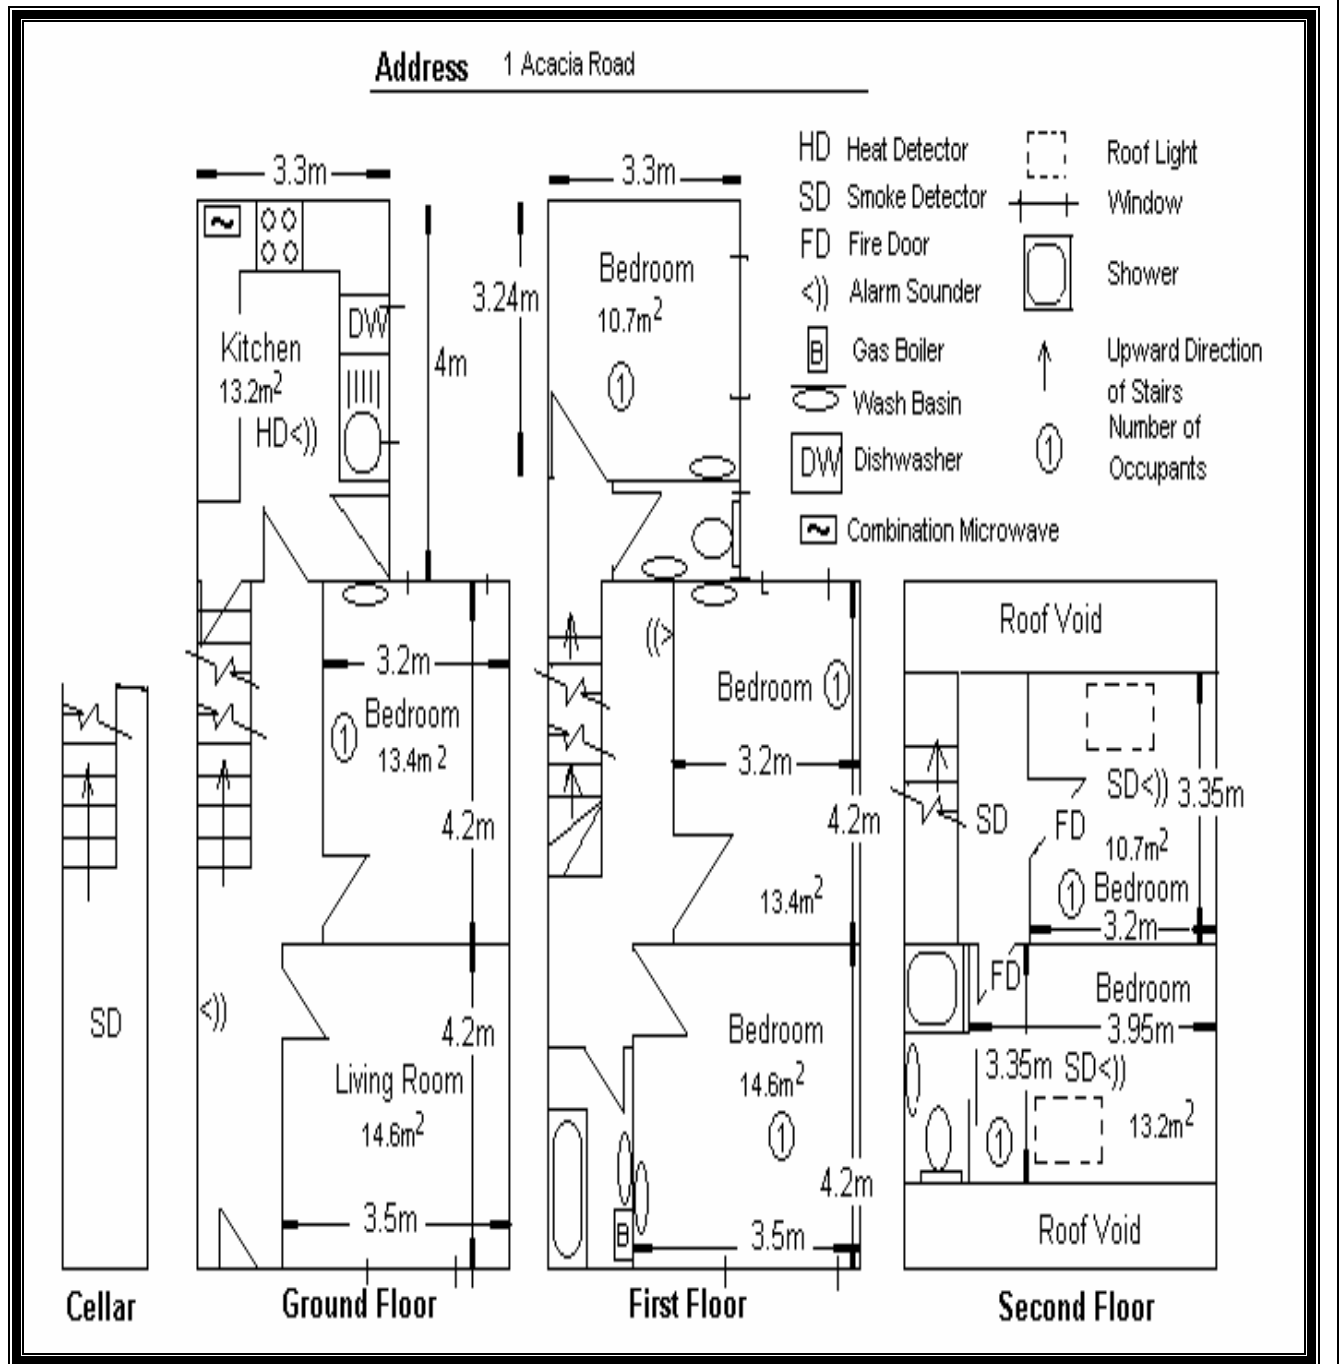 Address 1 Acacia Road
HD Heat Detector
SD Smoke Detector
FD Fire Door
<)) Alarm Sounder
B Gas Boiler
Wash Basin
DW Dishwasher
~ Combination Microwave
Roof Light
Window
Shower
Upward Direction
of Stairs
1 Number of
Occupants
SD
Cellar
3.3m
~
DW
Kitchen
13.2m²
HD<))
4m
3.2m
1 Bedroom
13.4m²
4.2m
<))
4.2m
Living Room
14.6m²
3.5m
Ground Floor
3.3m
3.24m
Bedroom
10.7m²
1
((>
Bedroom 1
3.2m
4.2m
13.4m²
Bedroom
14.6m²
1
4.2m
B
3.5m
First Floor
Roof Void
SD<)) 3.35m
SD
FD
10.7m²
1 Bedroom
3.2m
FD
Bedroom
3.95m
3.35m SD<))
1
13.2m²
Roof Void
Second Floor